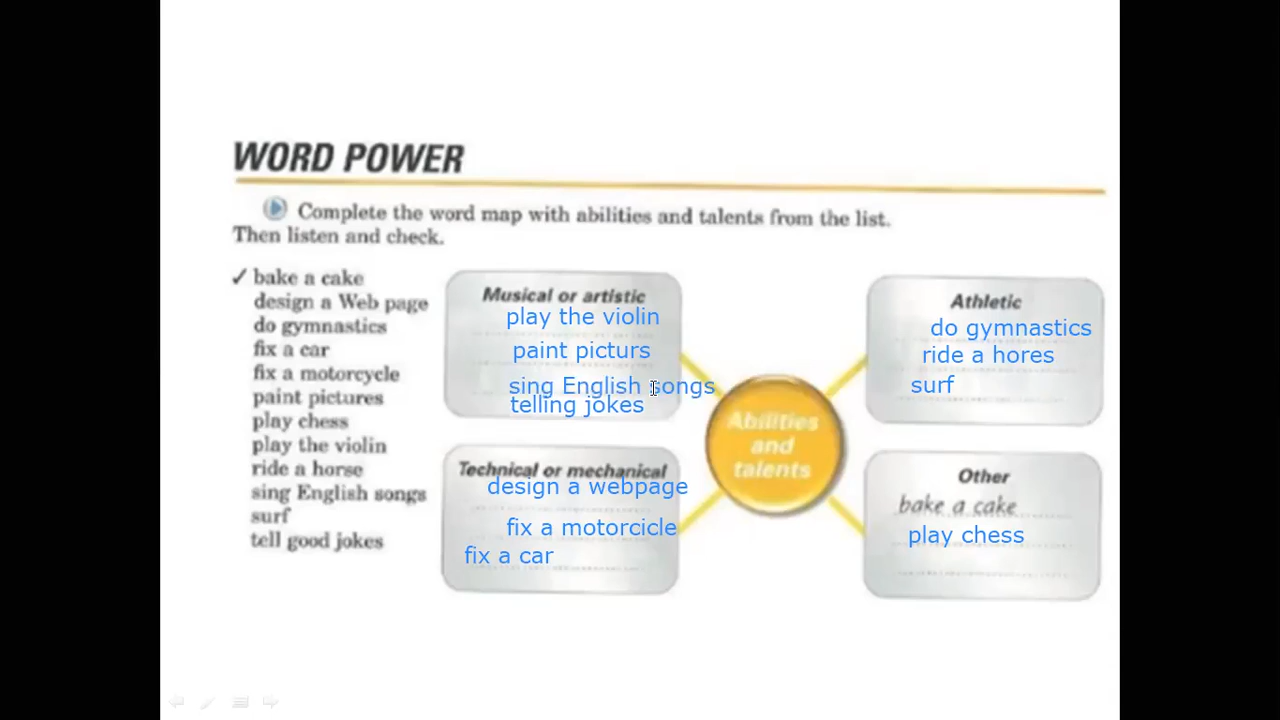 WORD POWER
Complete the word map with abilities and talents from the list.
Then listen and check.
✓ bake a cake
design a Web page
do gymnastics
fix a car
fix a motorcycle
paint pictures
play chess
play the violin
ride a horse
sing English songs
surf
tell good jokes
Musical or artistic
play the violin
paint picturs
sing English songs
telling jokes
Technical or mechanical
design a webpage
fix a motorcicle
fix a car
Abilities
and
talents
Athletic
do gymnastics
ride a hores
surf
Other
bake a cake
play chess